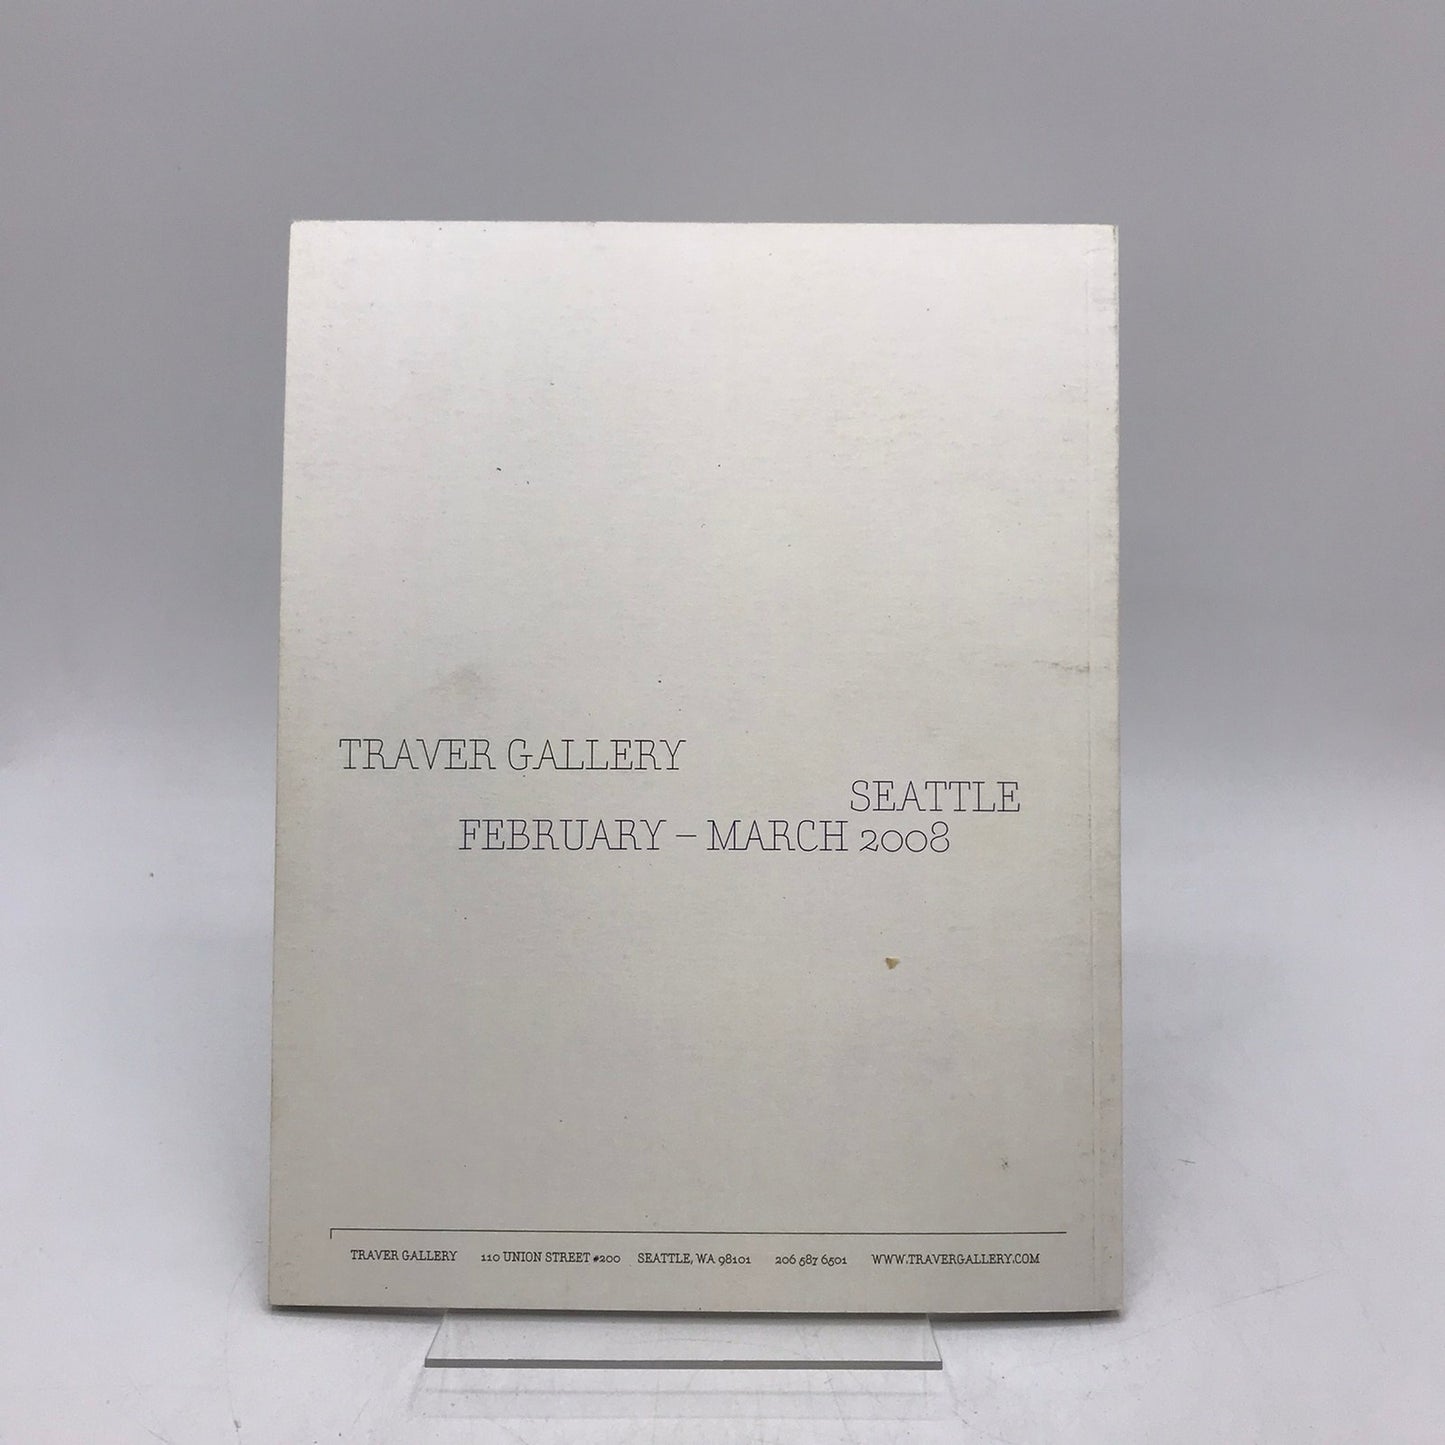 TRAVER GALLERY
SEATTLE
FEBRUARY – MARCH 2008
TRAVER GALLERY 110 UNION STREET #200 SEATTLE, WA 98101 206 587 6501 WWW.TRAVERGALLERY.COM